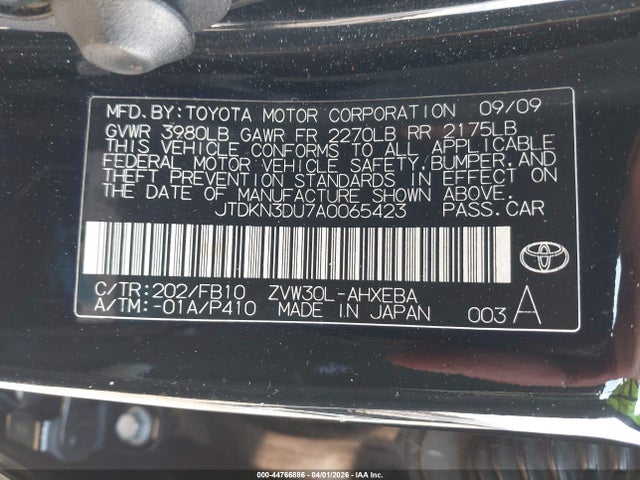 MFD.BY:TOYOTA MOTOR CORPORATION 09/09
GVWR 3980LB GAWR FR 2270LB RR 2175LB
THIS VEHICLE CONFORMS TO ALL APPLICABLE
FEDERAL MOTOR VEHICLE SAFETY,BUMPER,AND
THEFT PREVENTION STANDARDS IN EFFECT ON
THE DATE OF MANUFACTURE SHOWN ABOVE.
JTDKN3DU7A0065423 PASS.CAR
C/TR:202/FB10 ZVW30L-AHXEBA
A/TM:-01A/P410 MADE IN JAPAN 003 A
000-44766886 04/01/2026 IAA Inc.